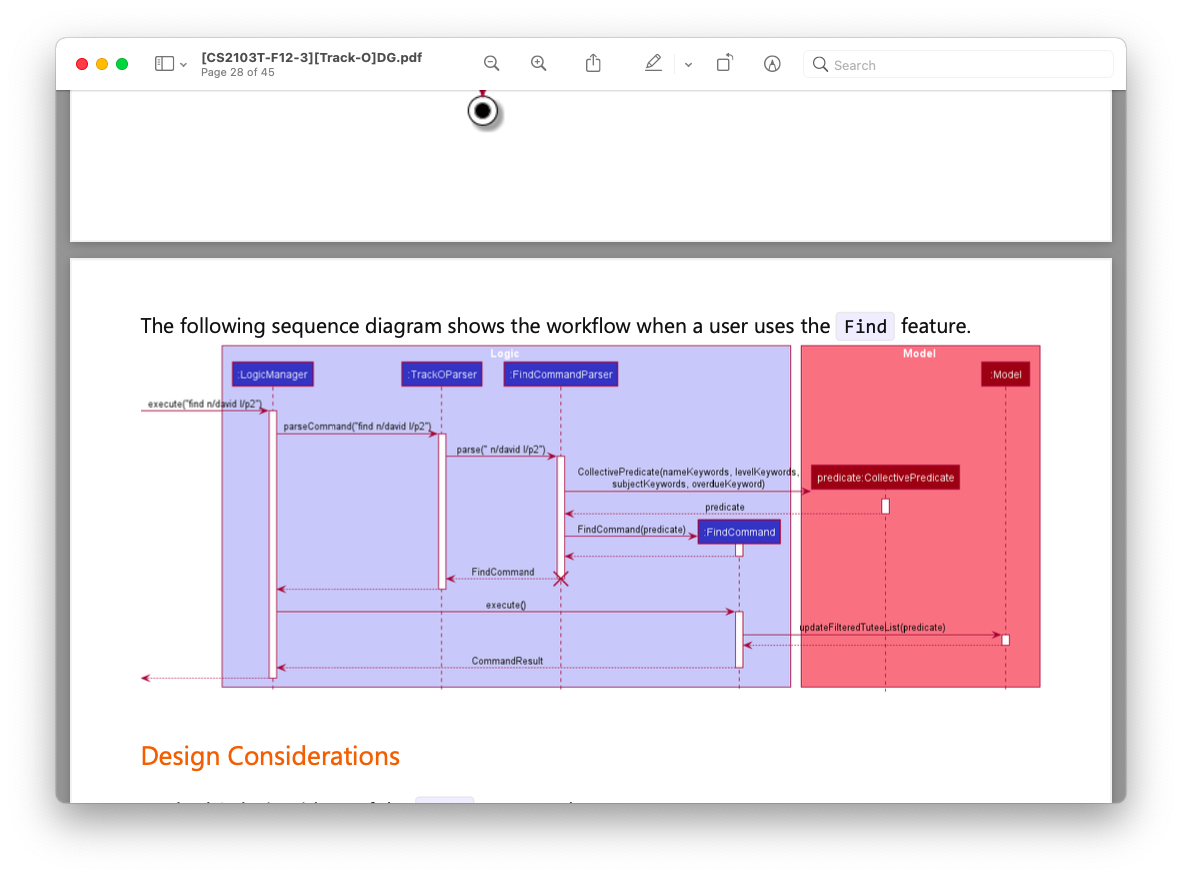 [CS2103T-F12-3][Track-O]DG.pdf
Page 28 of 45
Search
The following sequence diagram shows the workflow when a user uses the Find feature.
Logic
Model
:LogicManager
:TrackOParser
:FindCommandParser
:Model
execute("find n/david l/p2")
parseCommand("find n/david l/p2")
parse(" n/david l/p2")
CollectivePredicate(nameKeywords, levelKeywords,
subjectKeywords, overdueKeyword)
predicate:CollectivePredicate
predicate
FindCommand(predicate)
:FindCommand
FindCommand
execute()
updateFilteredTuteeList(predicate)
CommandResult
Design Considerations